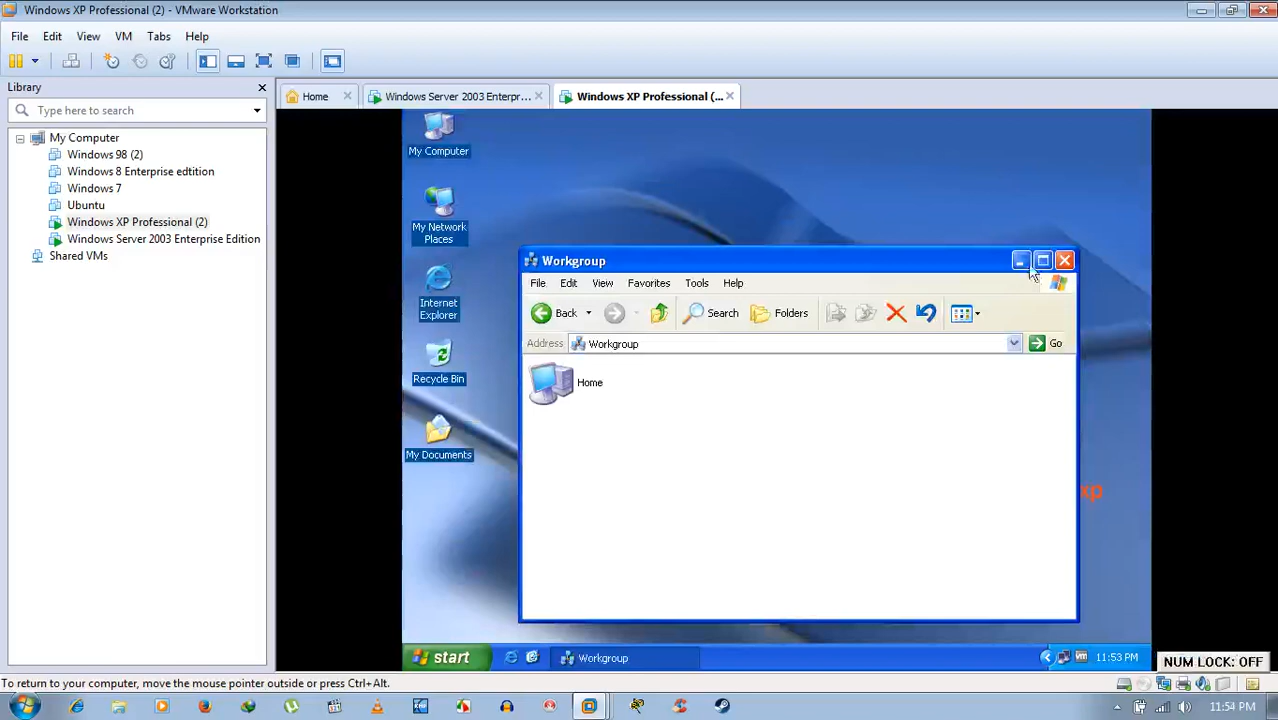 Windows XP Professional (2) - VMware Workstation
File Edit View VM Tabs Help
Library
Type here to search
My Computer
Windows 98 (2)
Windows 8 Enterprise edtition
Windows 7
Ubuntu
Windows XP Professional (2)
Windows Server 2003 Enterprise Edition
Shared VMs
Home
Windows Server 2003 Enterpr...
Windows XP Professional (...
My Computer
My Network
Places
Internet
Explorer
Recycle Bin
My Documents
Workgroup
File Edit View Favorites Tools Help
Back Search Folders
Address Workgroup Go
Home
xp
start Workgroup 11:53 PM
NUM LOCK: OFF
To return to your computer, move the mouse pointer outside or press Ctrl+Alt.
11:54 PM